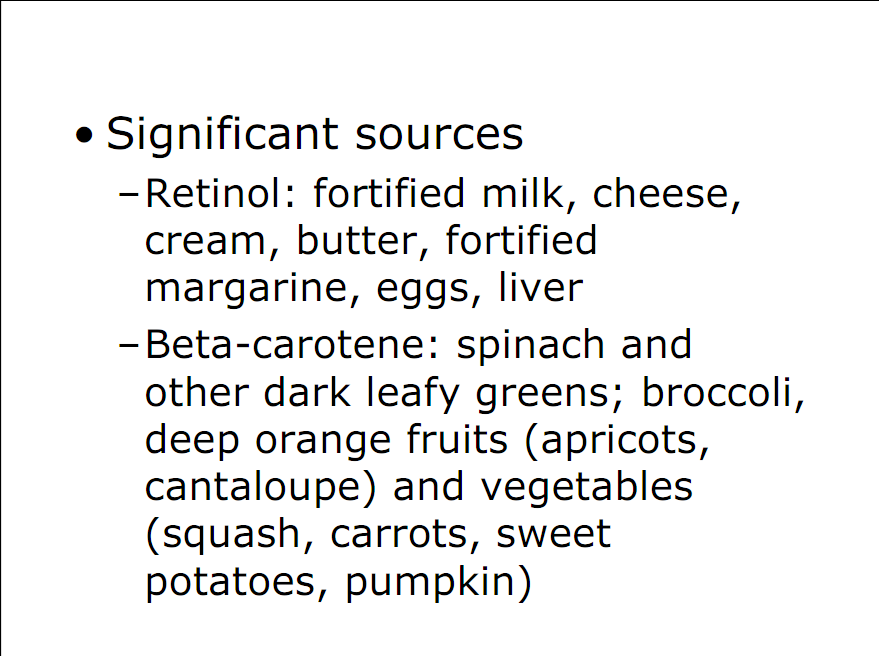 • Significant sources
–Retinol: fortified milk, cheese,
cream, butter, fortified
margarine, eggs, liver
–Beta-carotene: spinach and
other dark leafy greens; broccoli,
deep orange fruits (apricots,
cantaloupe) and vegetables
(squash, carrots, sweet
potatoes, pumpkin)